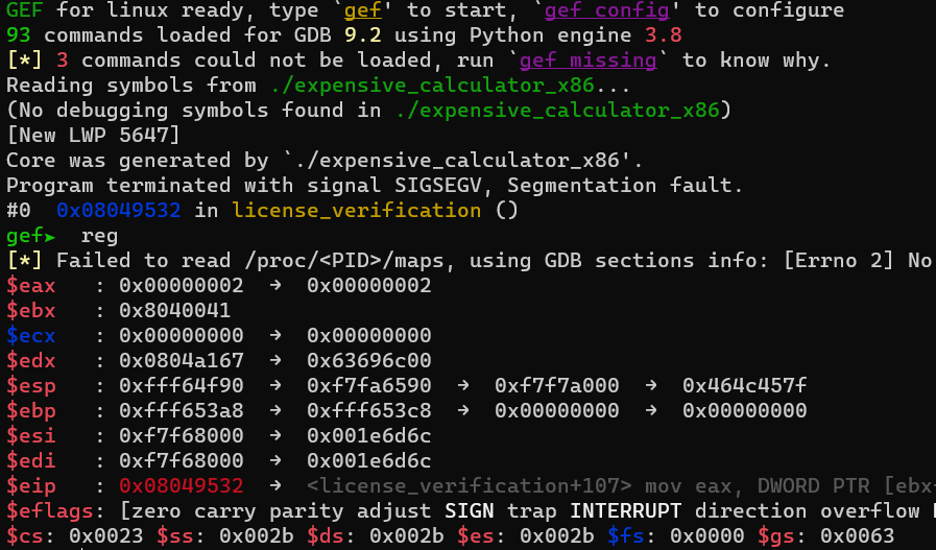 GEF for linux ready, type `gef' to start, `gef config' to configure
93 commands loaded for GDB 9.2 using Python engine 3.8
[*] 3 commands could not be loaded, run `gef missing` to know why.
Reading symbols from ./expensive_calculator_x86...
(No debugging symbols found in ./expensive_calculator_x86)
[New LWP 5647]
Core was generated by `./expensive_calculator_x86'.
Program terminated with signal SIGSEGV, Segmentation fault.
#0  0x08049532 in license_verification ()
gef➤  reg
[*] Failed to read /proc/<PID>/maps, using GDB sections info: [Errno 2] No
$eax   : 0x00000002  →  0x00000002
$ebx   : 0x8040041
$ecx   : 0x00000000  →  0x00000000
$edx   : 0x0804a167  →  0x63696c00
$esp   : 0xfff64f90  →  0xf7fa6590  →  0xf7f7a000  →  0x464c457f
$ebp   : 0xfff653a8  →  0xfff653c8  →  0x00000000  →  0x00000000
$esi   : 0xf7f68000  →  0x001e6d6c
$edi   : 0xf7f68000  →  0x001e6d6c
$eip   : 0x08049532  →  <license_verification+107> mov eax, DWORD PTR [ebx
$eflags: [zero carry parity adjust SIGN trap INTERRUPT direction overflow
$cs: 0x0023 $ss: 0x002b $ds: 0x002b $es: 0x002b $fs: 0x0000 $gs: 0x0063